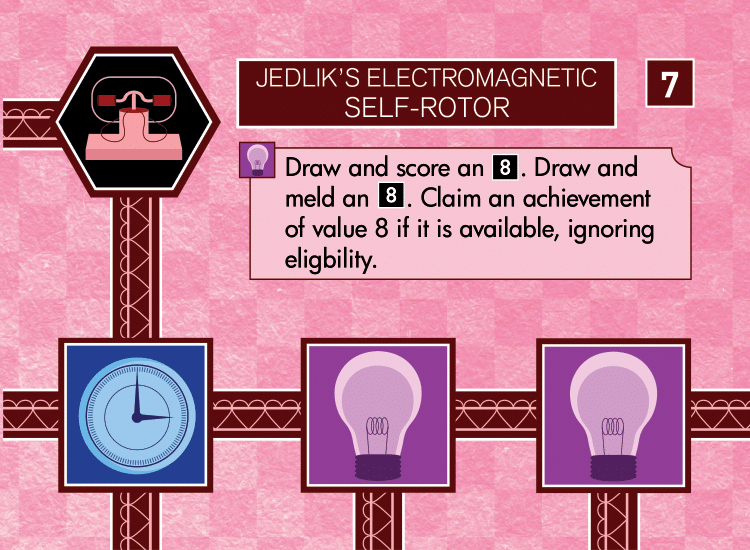 JEDLIK'S ELECTROMAGNETIC
SELF-ROTOR
7
Draw and score an 8. Draw and
meld an 8. Claim an achievement
of value 8 if it is available, ignoring
eligbility.